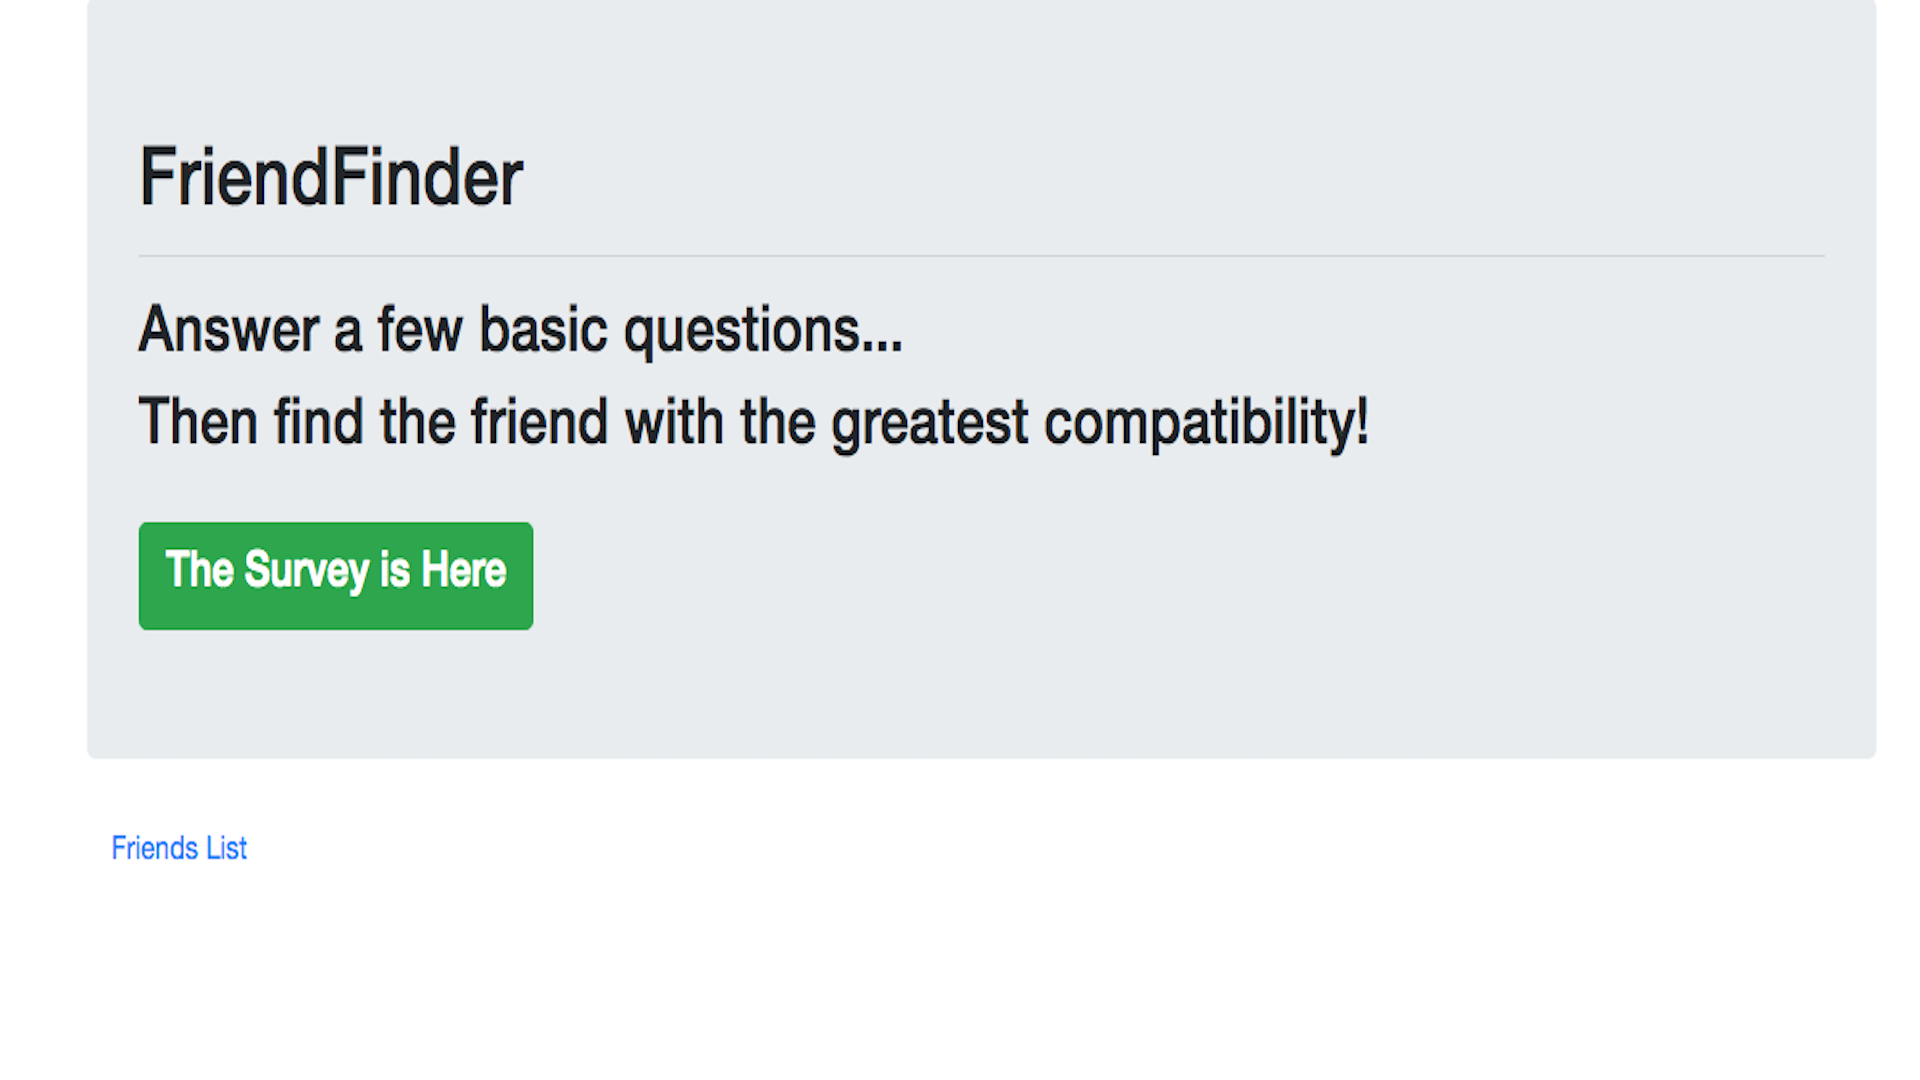 FriendFinder
Answer a few basic questions...
Then find the friend with the greatest compatibility!
The Survey is Here
Friends List